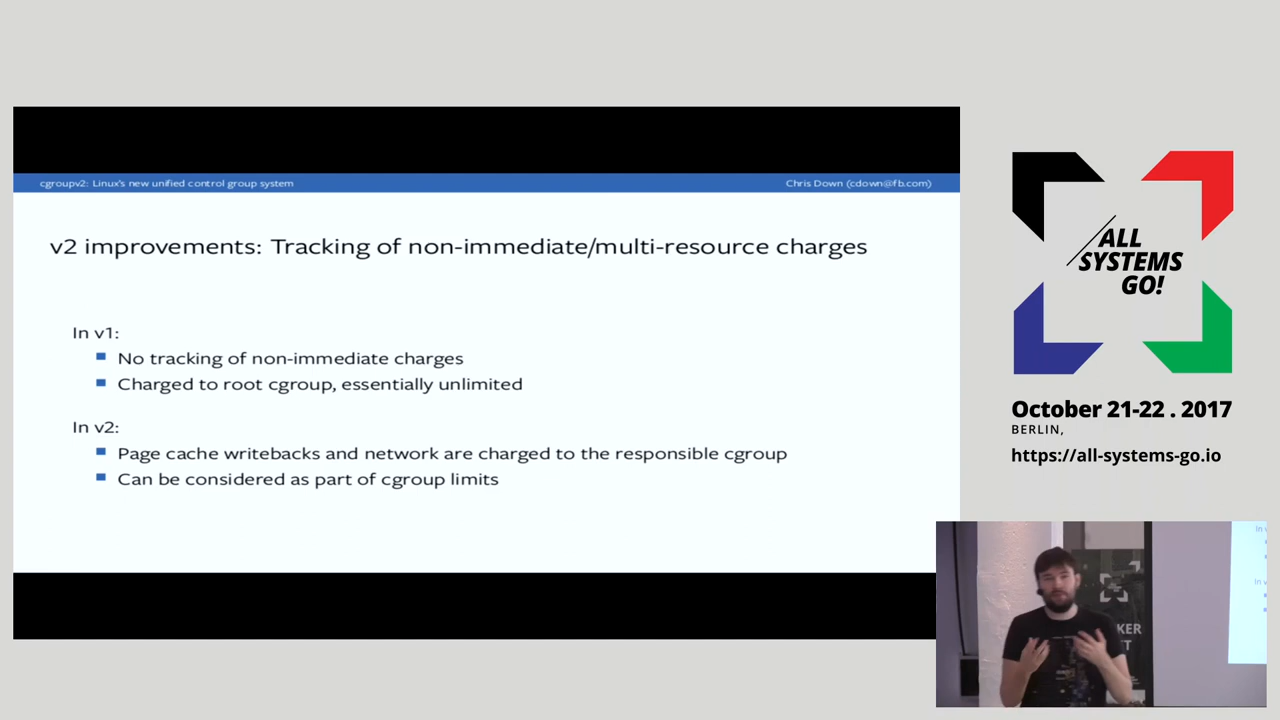 cgroupv2: Linux's new unified control group system
Chris Down (cdown@fb.com)
v2 improvements: Tracking of non-immediate/multi-resource charges
In v1:
No tracking of non-immediate charges
Charged to root cgroup, essentially unlimited
In v2:
Page cache writebacks and network are charged to the responsible cgroup
Can be considered as part of cgroup limits
ALL
SYSTEMS
GO!
October 21-22 . 2017
BERLIN,
https://all-systems-go.io